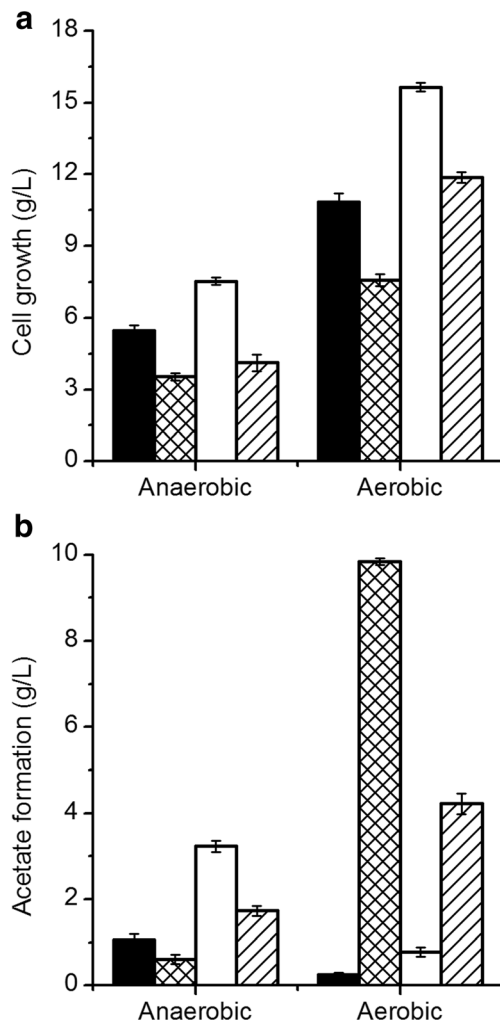 a
18
15
12
9
6
3
0
Cell growth (g/L)
Anaerobic Aerobic
b
10
8
6
4
2
0
Acetate formation (g/L)
Anaerobic Aerobic